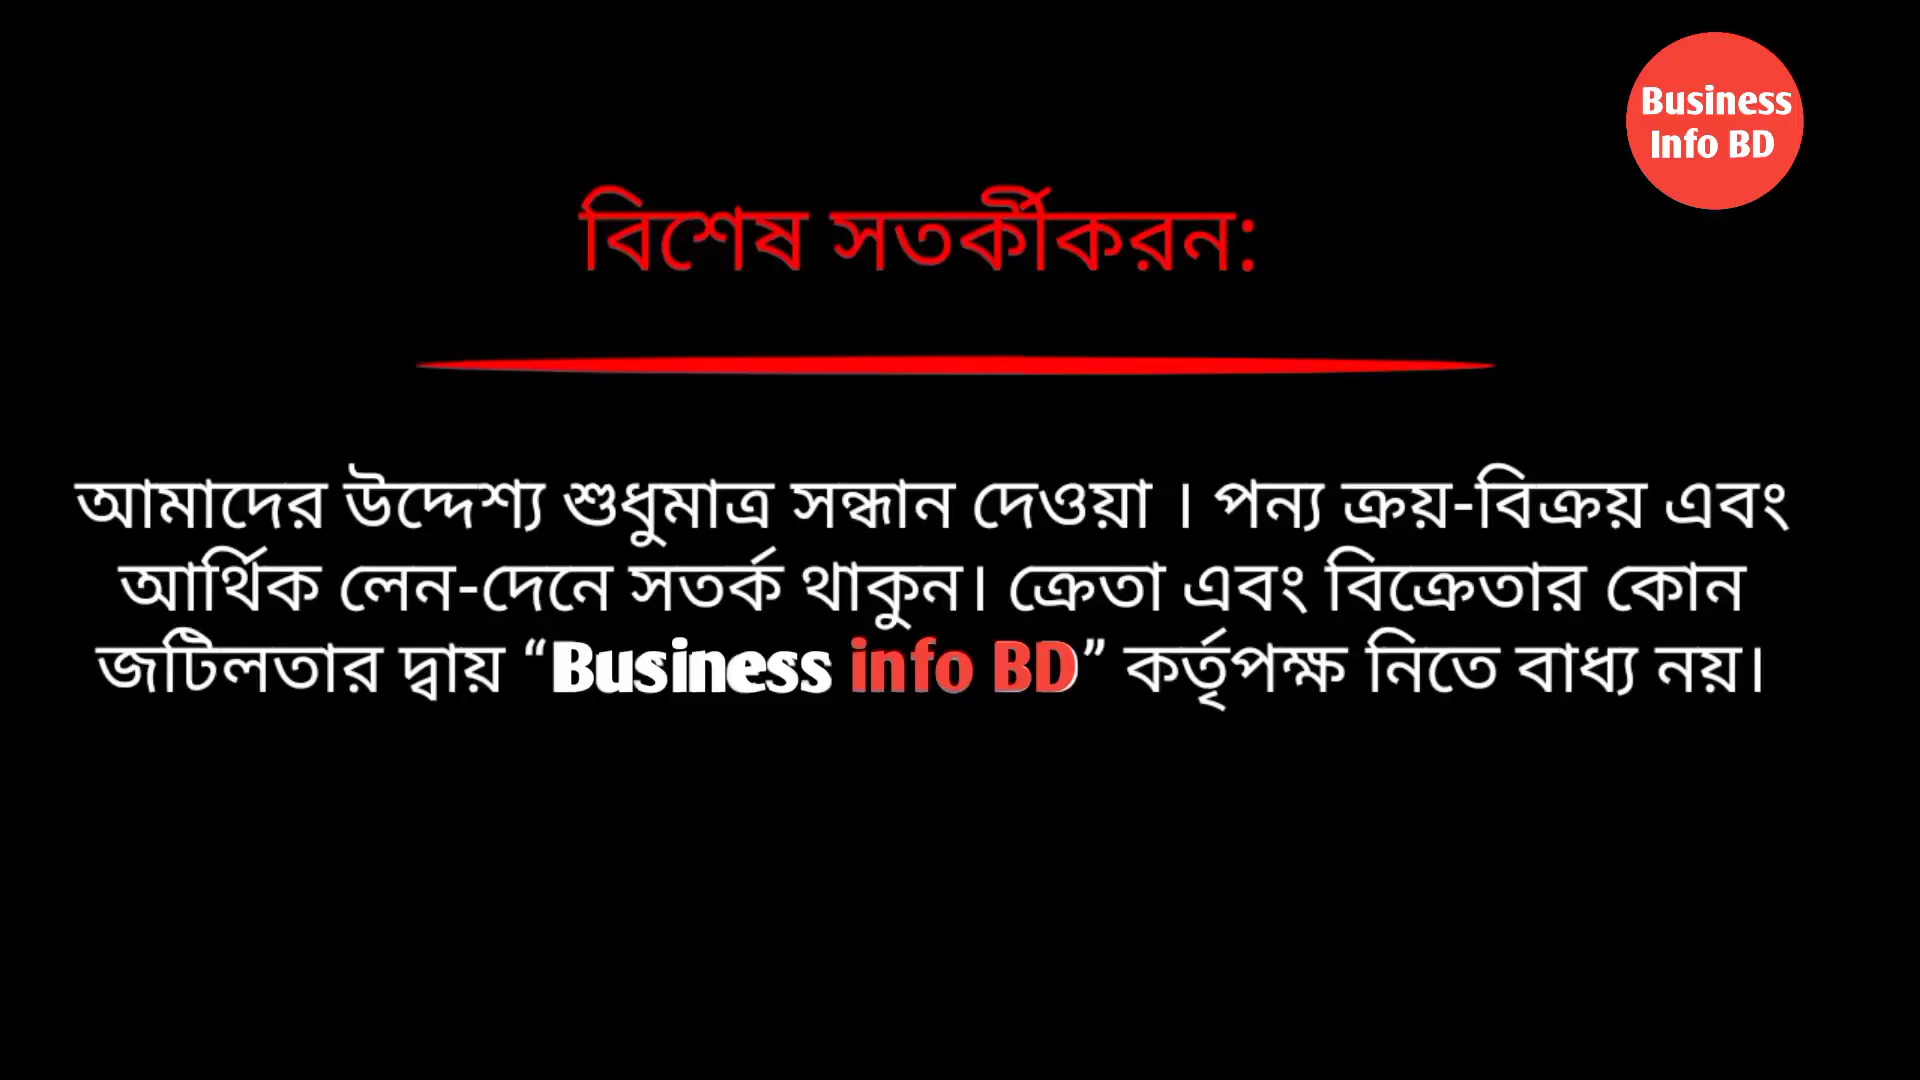 Business
Info BD
বিশেষ সতর্কীকরন:
আমাদের উদ্দেশ্য শুধুমাত্র সন্ধান দেওয়া । পন্য ক্রয়-বিক্রয় এবং
আর্থিক লেন-দেনে সতর্ক থাকুন। ক্রেতা এবং বিক্রেতার কোন
জটিলতার দ্বায় “Business info BD” কর্তৃপক্ষ নিতে বাধ্য নয়।